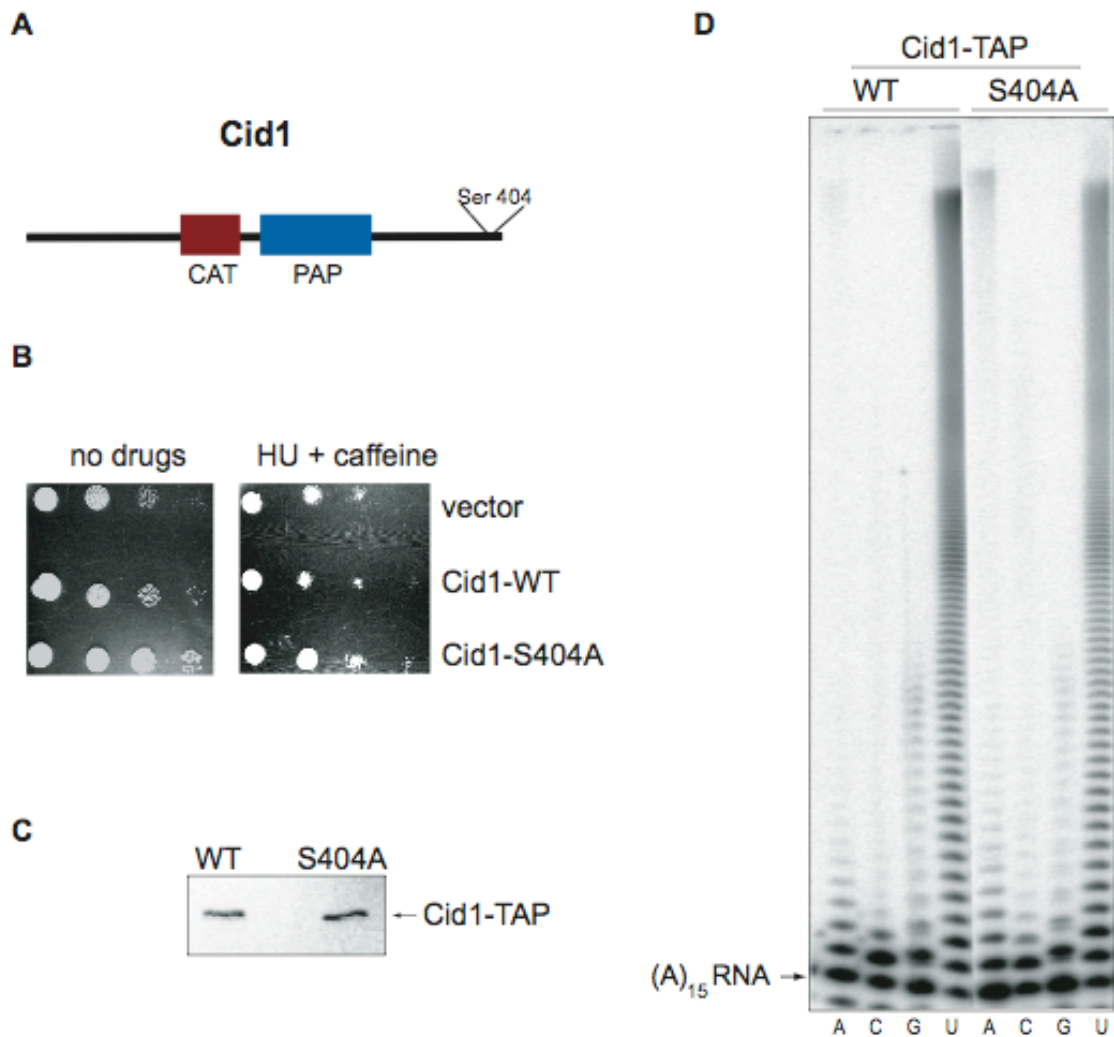 A
Cid1
Ser 404
CAT PAP
B
no drugs HU + caffeine
vector
Cid1-WT
Cid1-S404A
C
WT S404A
Cid1-TAP
D
Cid1-TAP
WT S404A
(A)15 RNA
A C G U A C G U